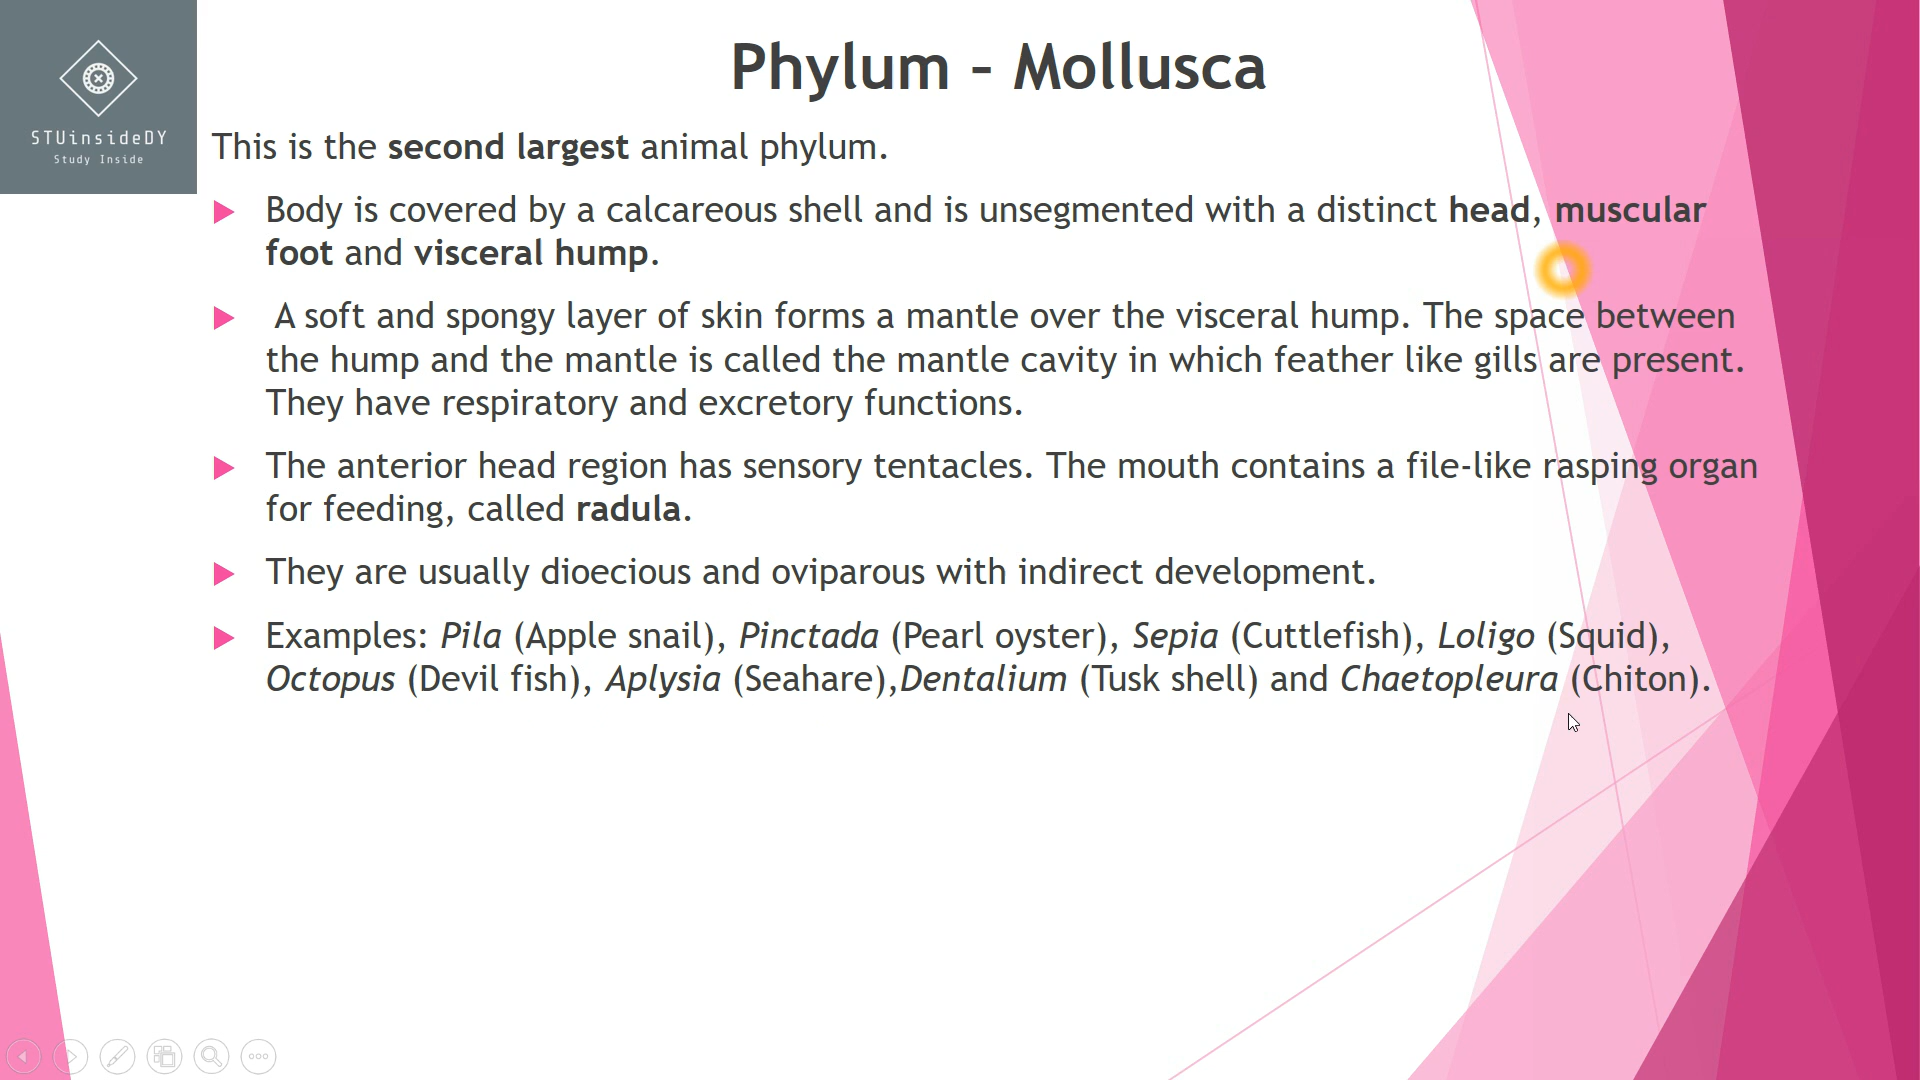 STUinsideDY
Study Inside
Phylum – Mollusca
This is the second largest animal phylum.
Body is covered by a calcareous shell and is unsegmented with a distinct head, muscular
foot and visceral hump.
A soft and spongy layer of skin forms a mantle over the visceral hump. The space between
the hump and the mantle is called the mantle cavity in which feather like gills are present.
They have respiratory and excretory functions.
The anterior head region has sensory tentacles. The mouth contains a file-like rasping organ
for feeding, called radula.
They are usually dioecious and oviparous with indirect development.
Examples: Pila (Apple snail), Pinctada (Pearl oyster), Sepia (Cuttlefish), Loligo (Squid),
Octopus (Devil fish), Aplysia (Seahare),Dentalium (Tusk shell) and Chaetopleura (Chiton).